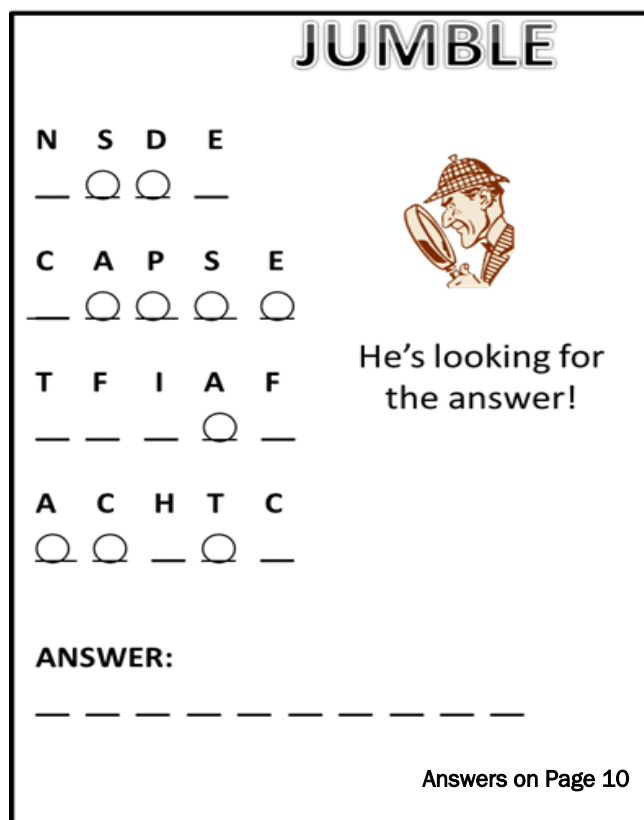 JUMBLE
N S D E
C A P S E
He's looking for
the answer!
T F I A F
A C H T C
ANSWER:
Answers on Page 10